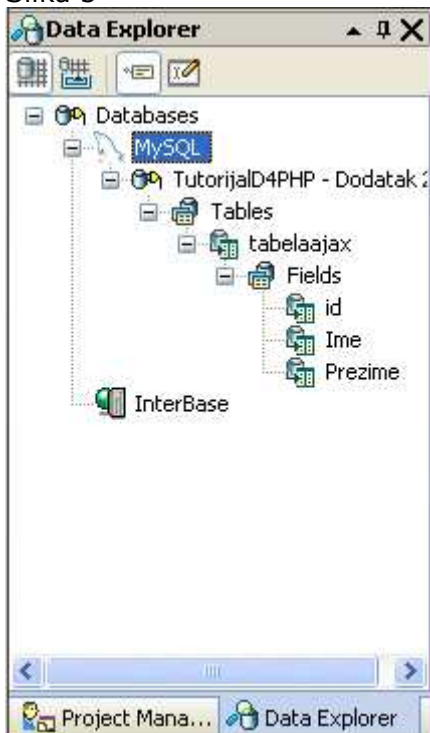 Data Explorer
Databases
MySQL
TutorijalD4PHP - Dodatak
Tables
tabelaajax
Fields
id
Ime
Prezime
InterBase
Project Mana... Data Explorer